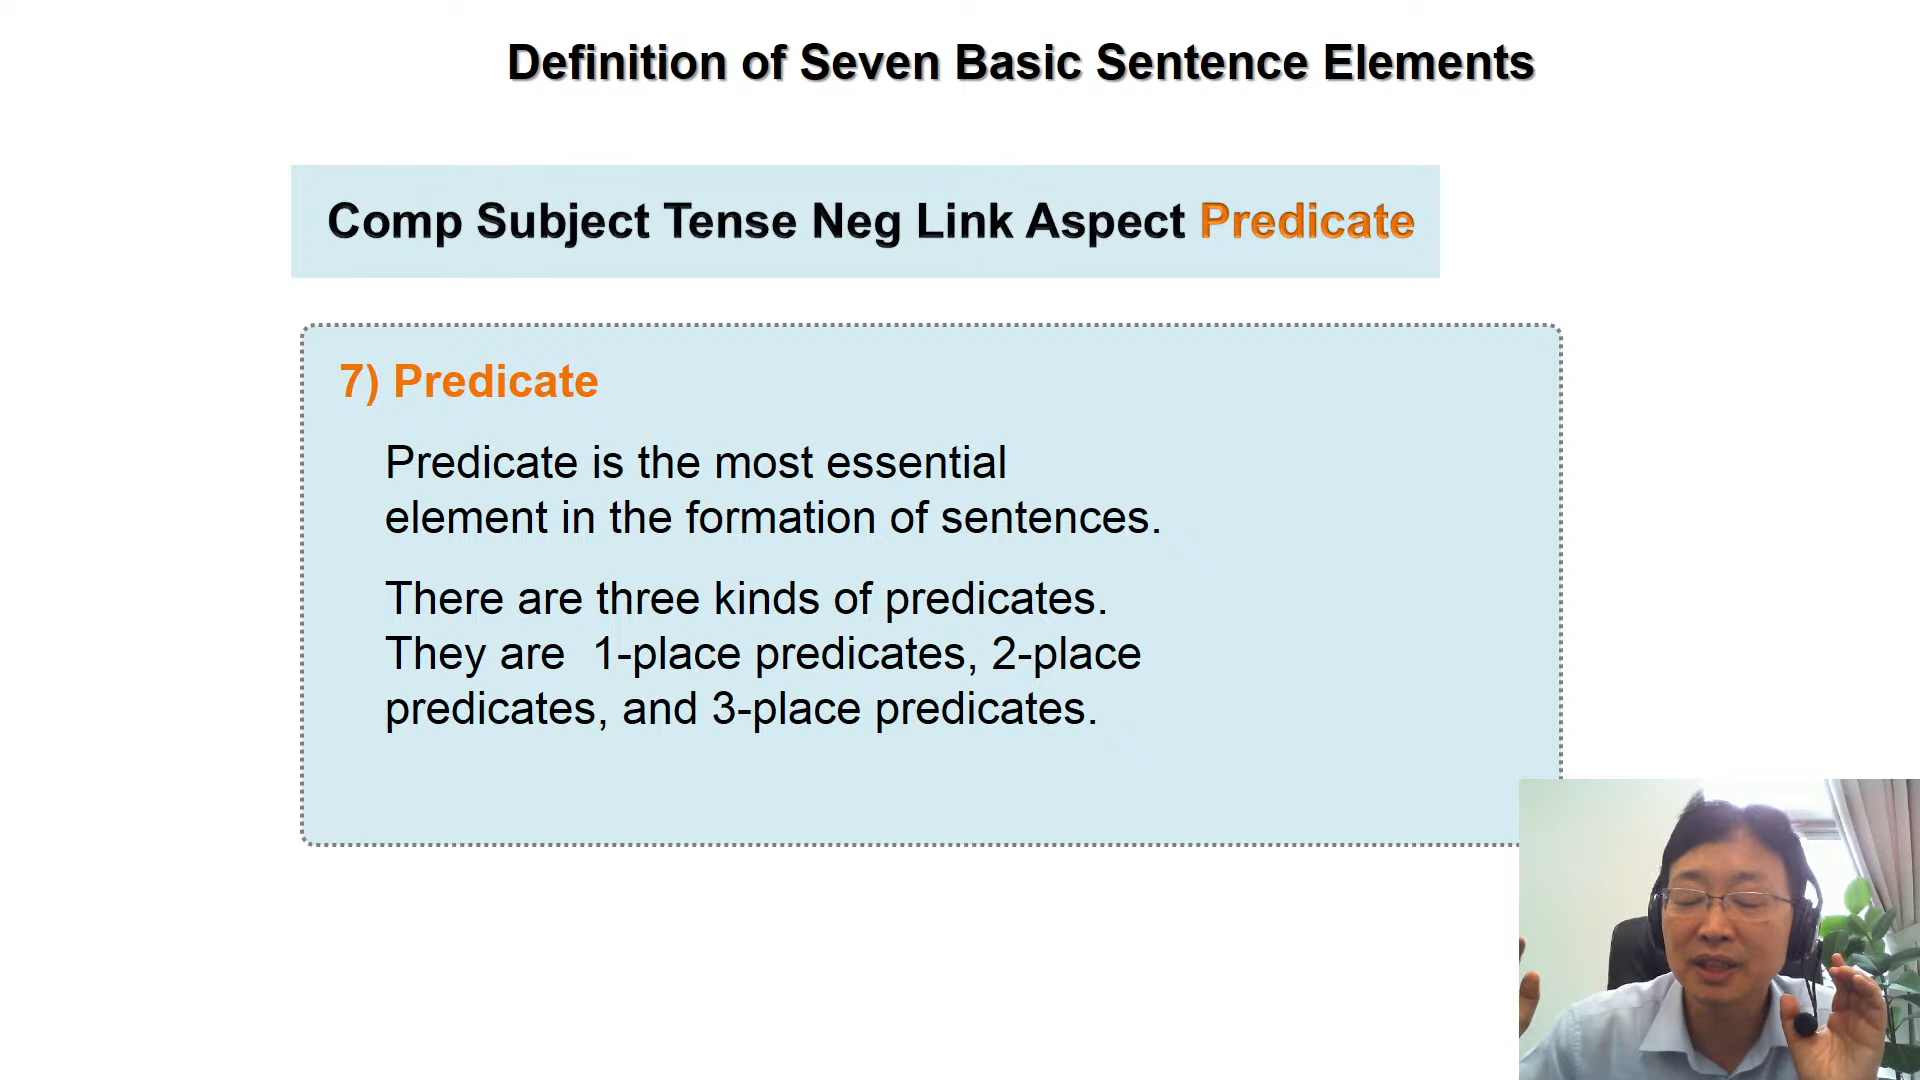 Definition of Seven Basic Sentence Elements
Comp Subject Tense Neg Link Aspect Predicate
7) Predicate
Predicate is the most essential
element in the formation of sentences.
There are three kinds of predicates.
They are  1-place predicates, 2-place
predicates, and 3-place predicates.